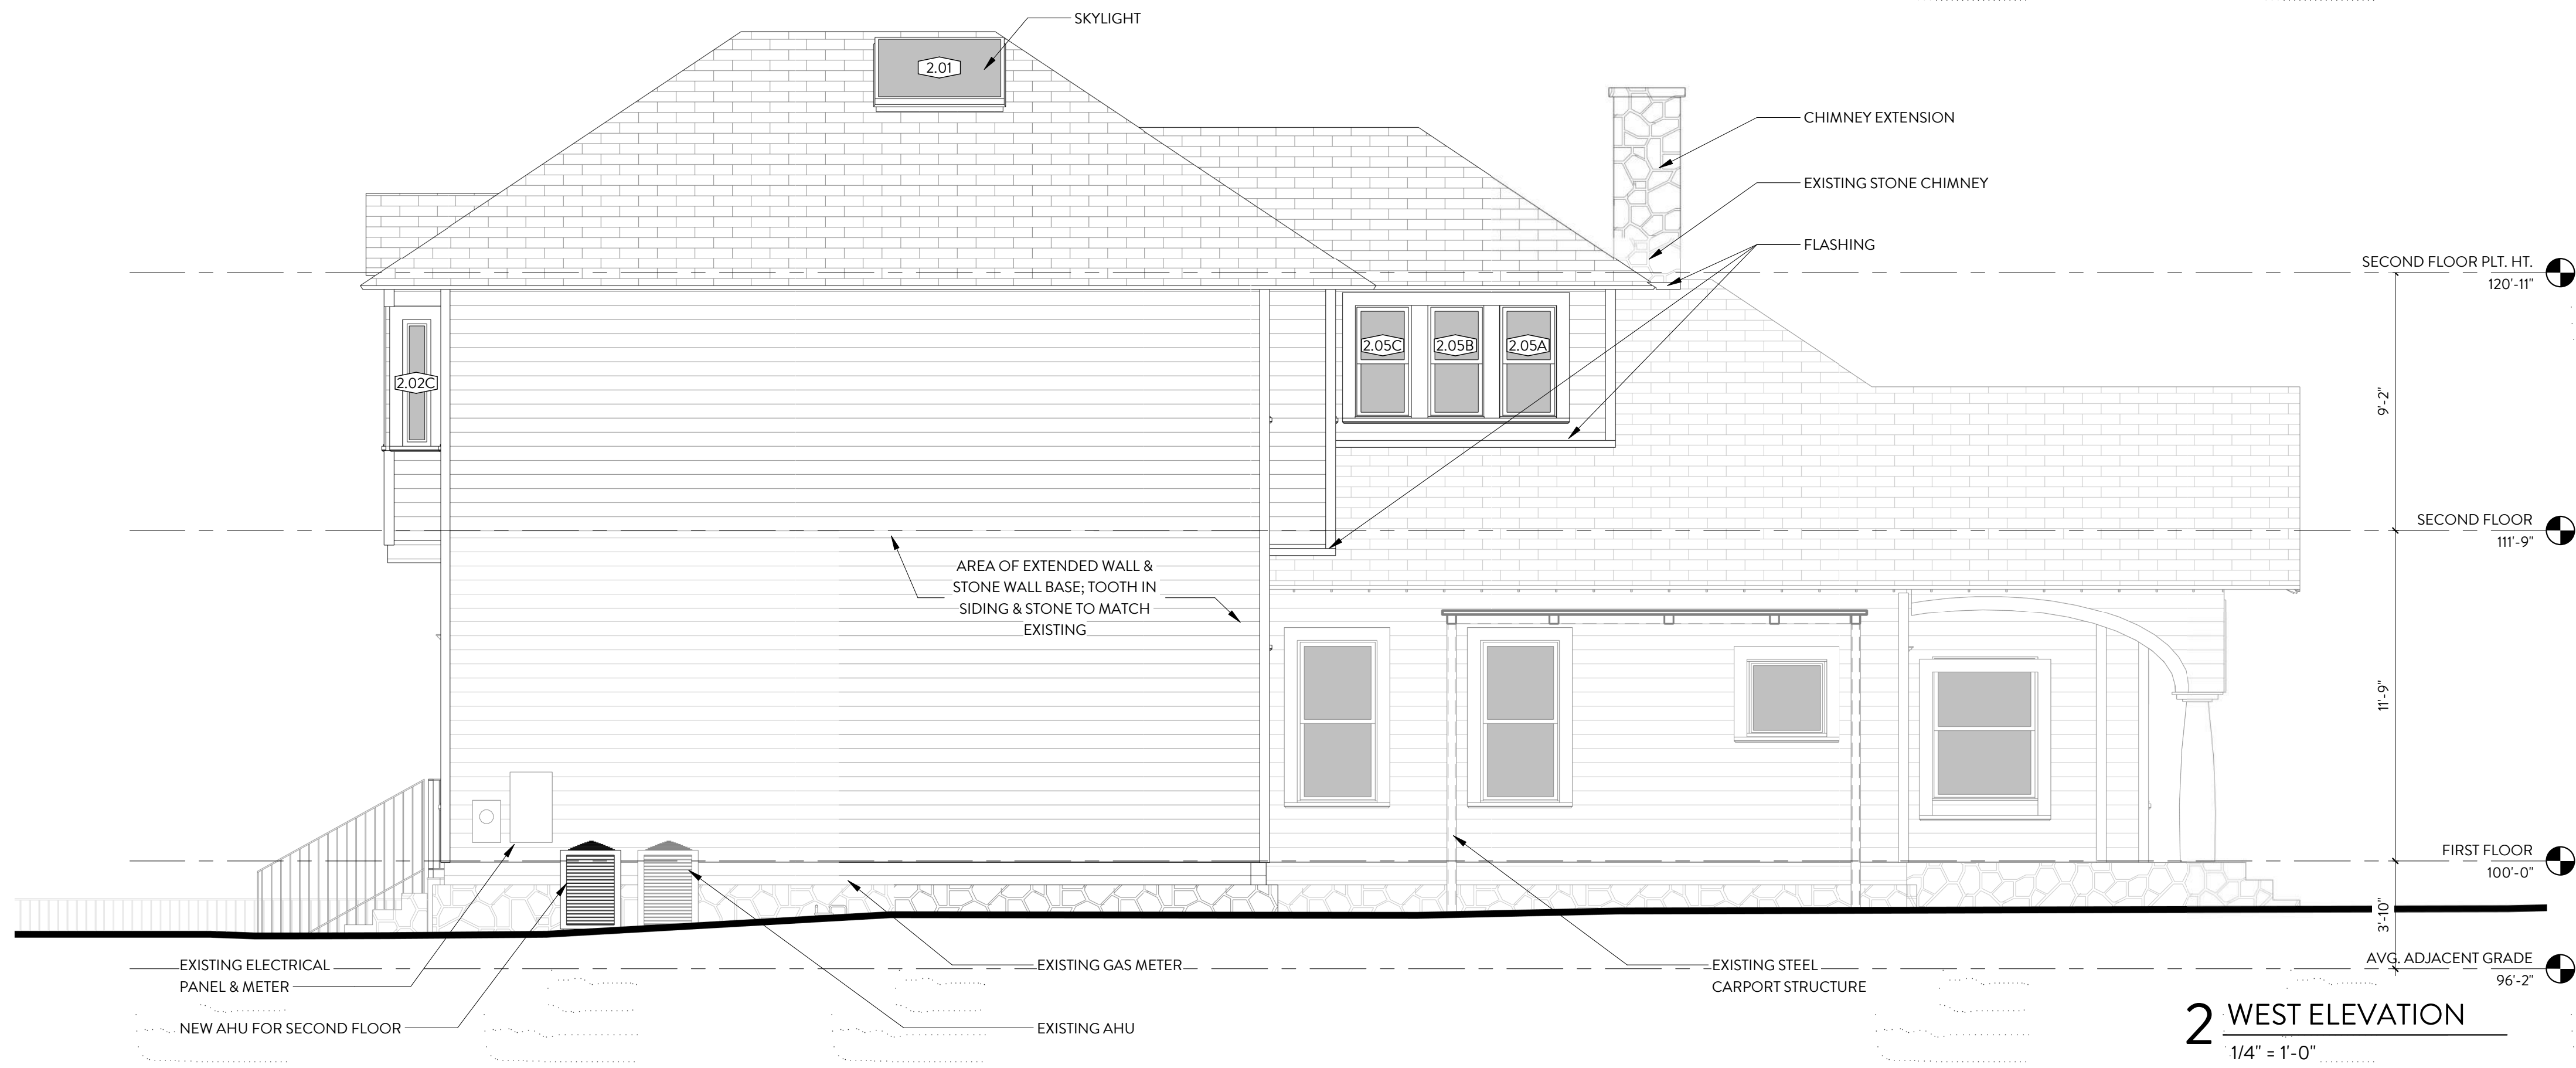 SKYLIGHT
2.01
CHIMNEY EXTENSION
EXISTING STONE CHIMNEY
FLASHING
SECOND FLOOR PLT. HT.
120'-11"
2.05C
2.05B
2.05A
2.02C
9'-2"
SECOND FLOOR
111'-9"
AREA OF EXTENDED WALL &
STONE WALL BASE; TOOTH IN
SIDING & STONE TO MATCH
EXISTING
11'-9"
FIRST FLOOR
100'-0"
3'-10"
EXISTING ELECTRICAL
PANEL & METER
NEW AHU FOR SECOND FLOOR
EXISTING GAS METER
EXISTING AHU
EXISTING STEEL
CARPORT STRUCTURE
AVG. ADJACENT GRADE
96'-2"
2 WEST ELEVATION
1/4" = 1'-0"